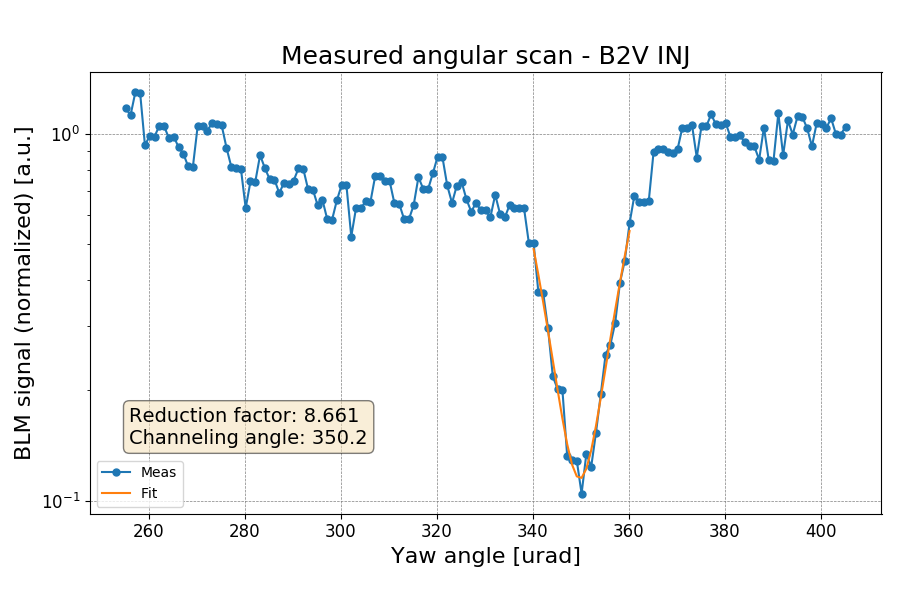 Measured angular scan - B2V INJ
BLM signal (normalized) [a.u.]
10⁰
10⁻¹
Reduction factor: 8.661
Channeling angle: 350.2
Meas
Fit
260 280 300 320 340 360 380 400
Yaw angle [urad]